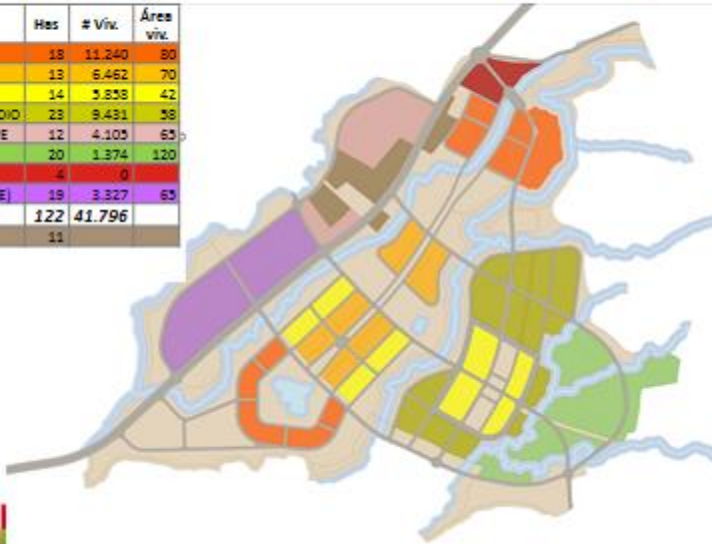 Has # Viv. Área viv.
18 11.240 80
13 6.462 70
14 5.858 42
DIO 23 9.431 58
E 12 4.105 65
20 1.374 120
4 0
E) 19 3.327 65
122 41.796
11